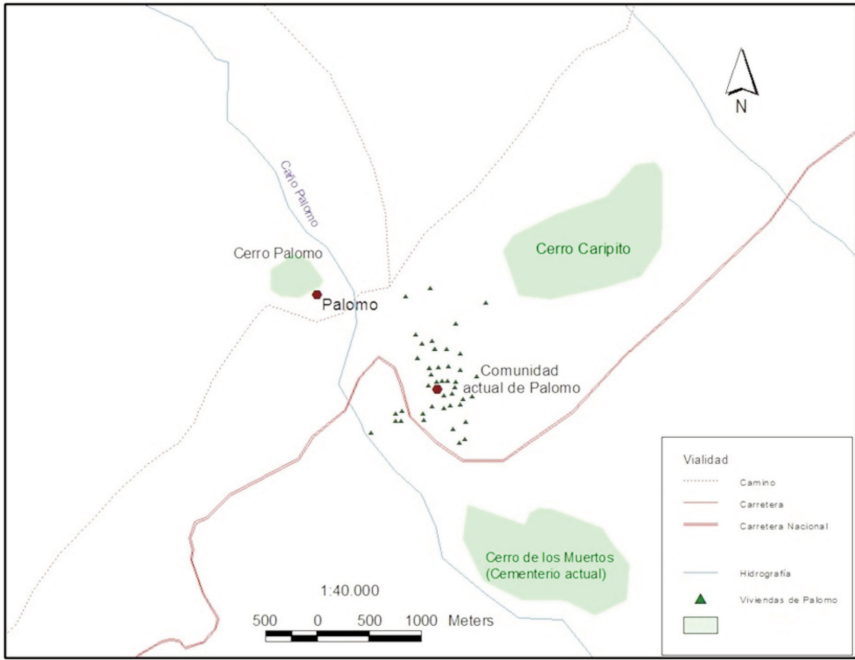 N
Caño Palomo
Cerro Palomo
Cerro Caripito
Palomo
Comunidad
actual de Palomo
Cerro de los Muertos
(Cementerio actual)
1:40.000
500 0 500 1000 Meters
Vialidad
Camino
Carretera
Carretera Nacional
Hidrografía
Viviendas de Palomo